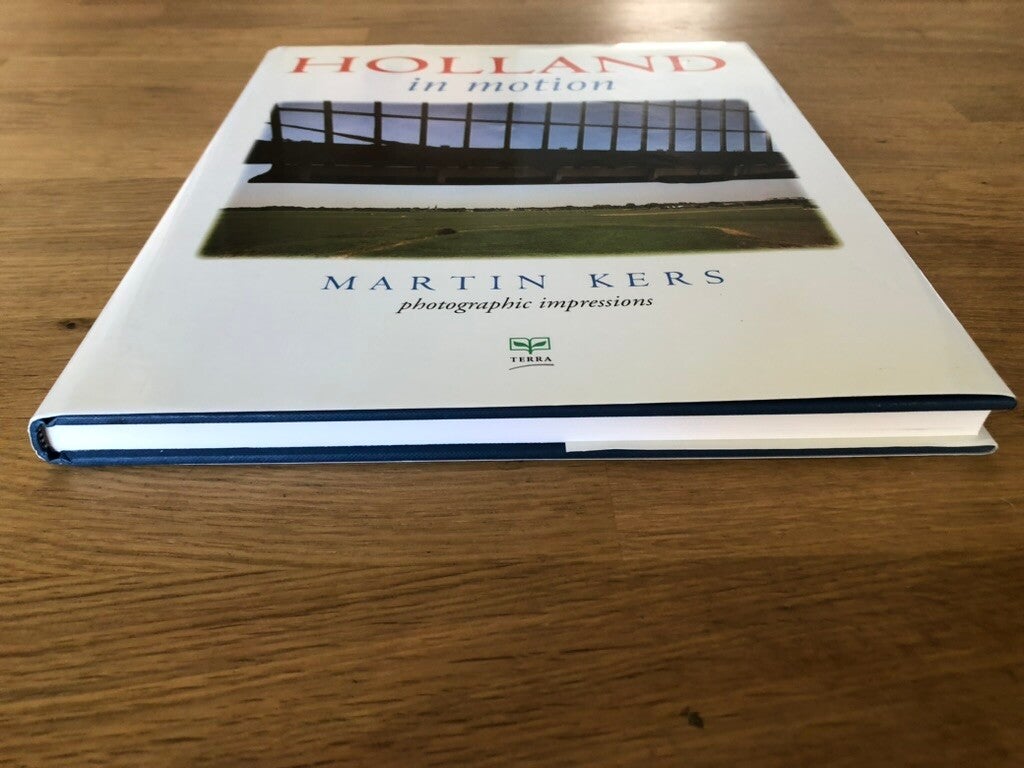 HOLLAND
in motion
MARTIN KERS
photographic impressions
TERRA